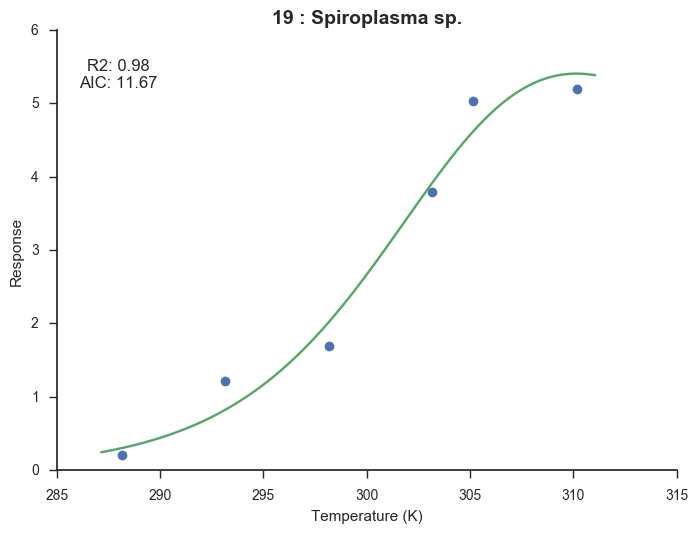 19 : Spiroplasma sp.
R2: 0.98
AIC: 11.67
6
5
4
3
2
1
0
Response
285 290 295 300 305 310 315
Temperature (K)